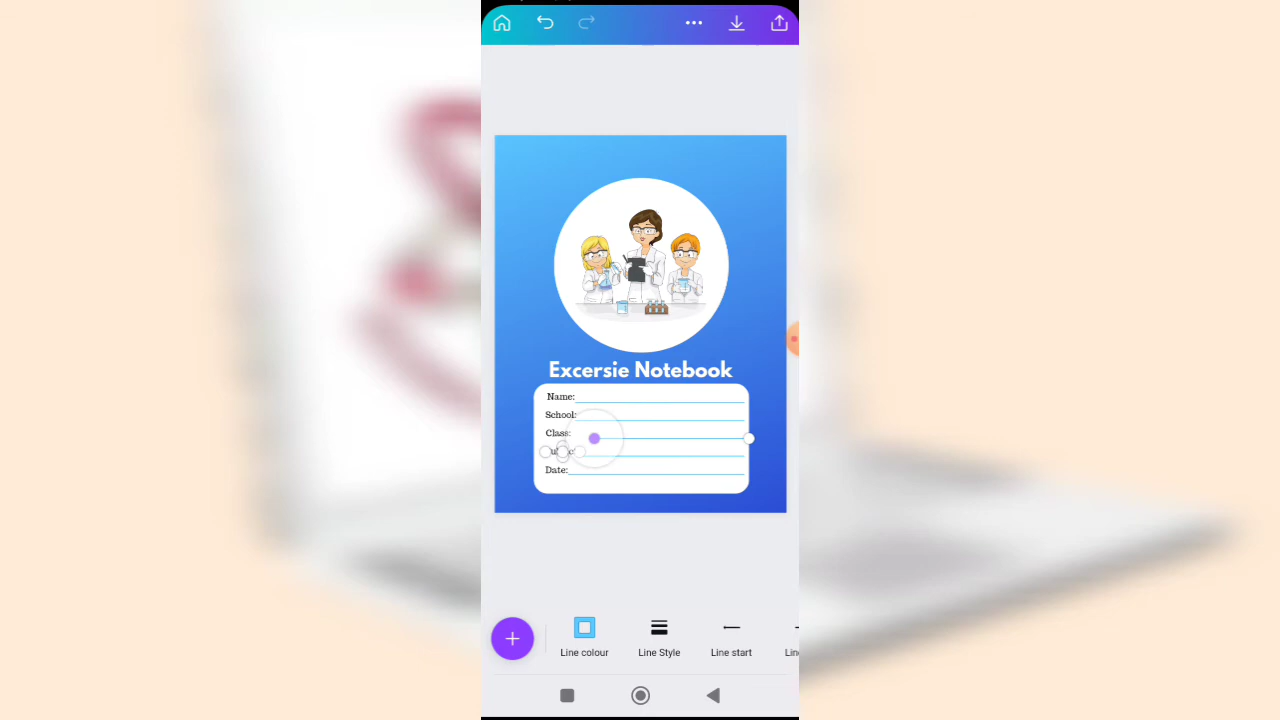 Excersie Notebook
Name:
School:
Class:
Date:
Line colour
Line Style
Line start